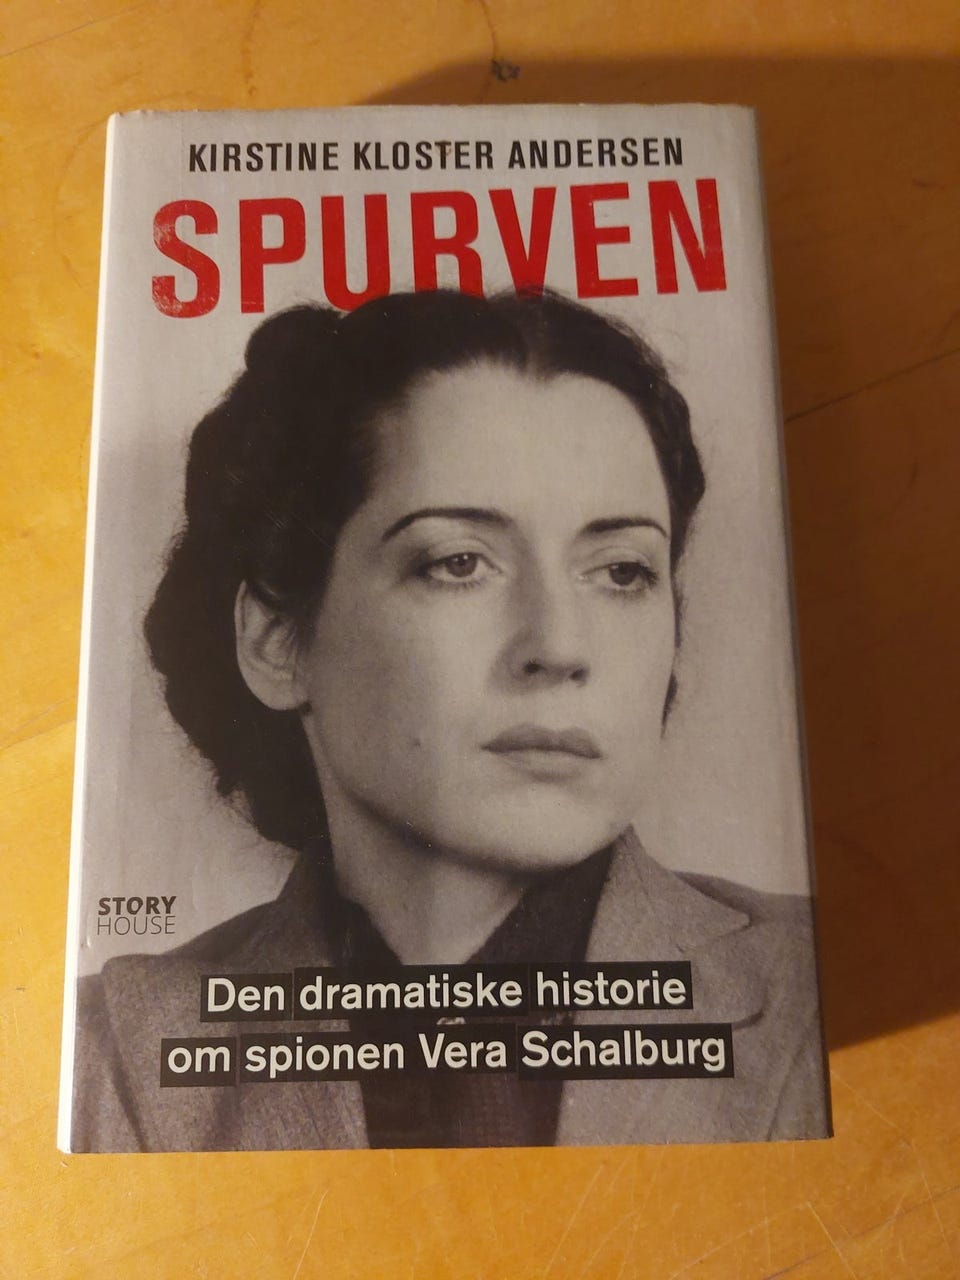 KIRSTINE KLOSTER ANDERSEN
SPURVEN
STORY
HOUSE
Den dramatiske historie
om spionen Vera Schalburg